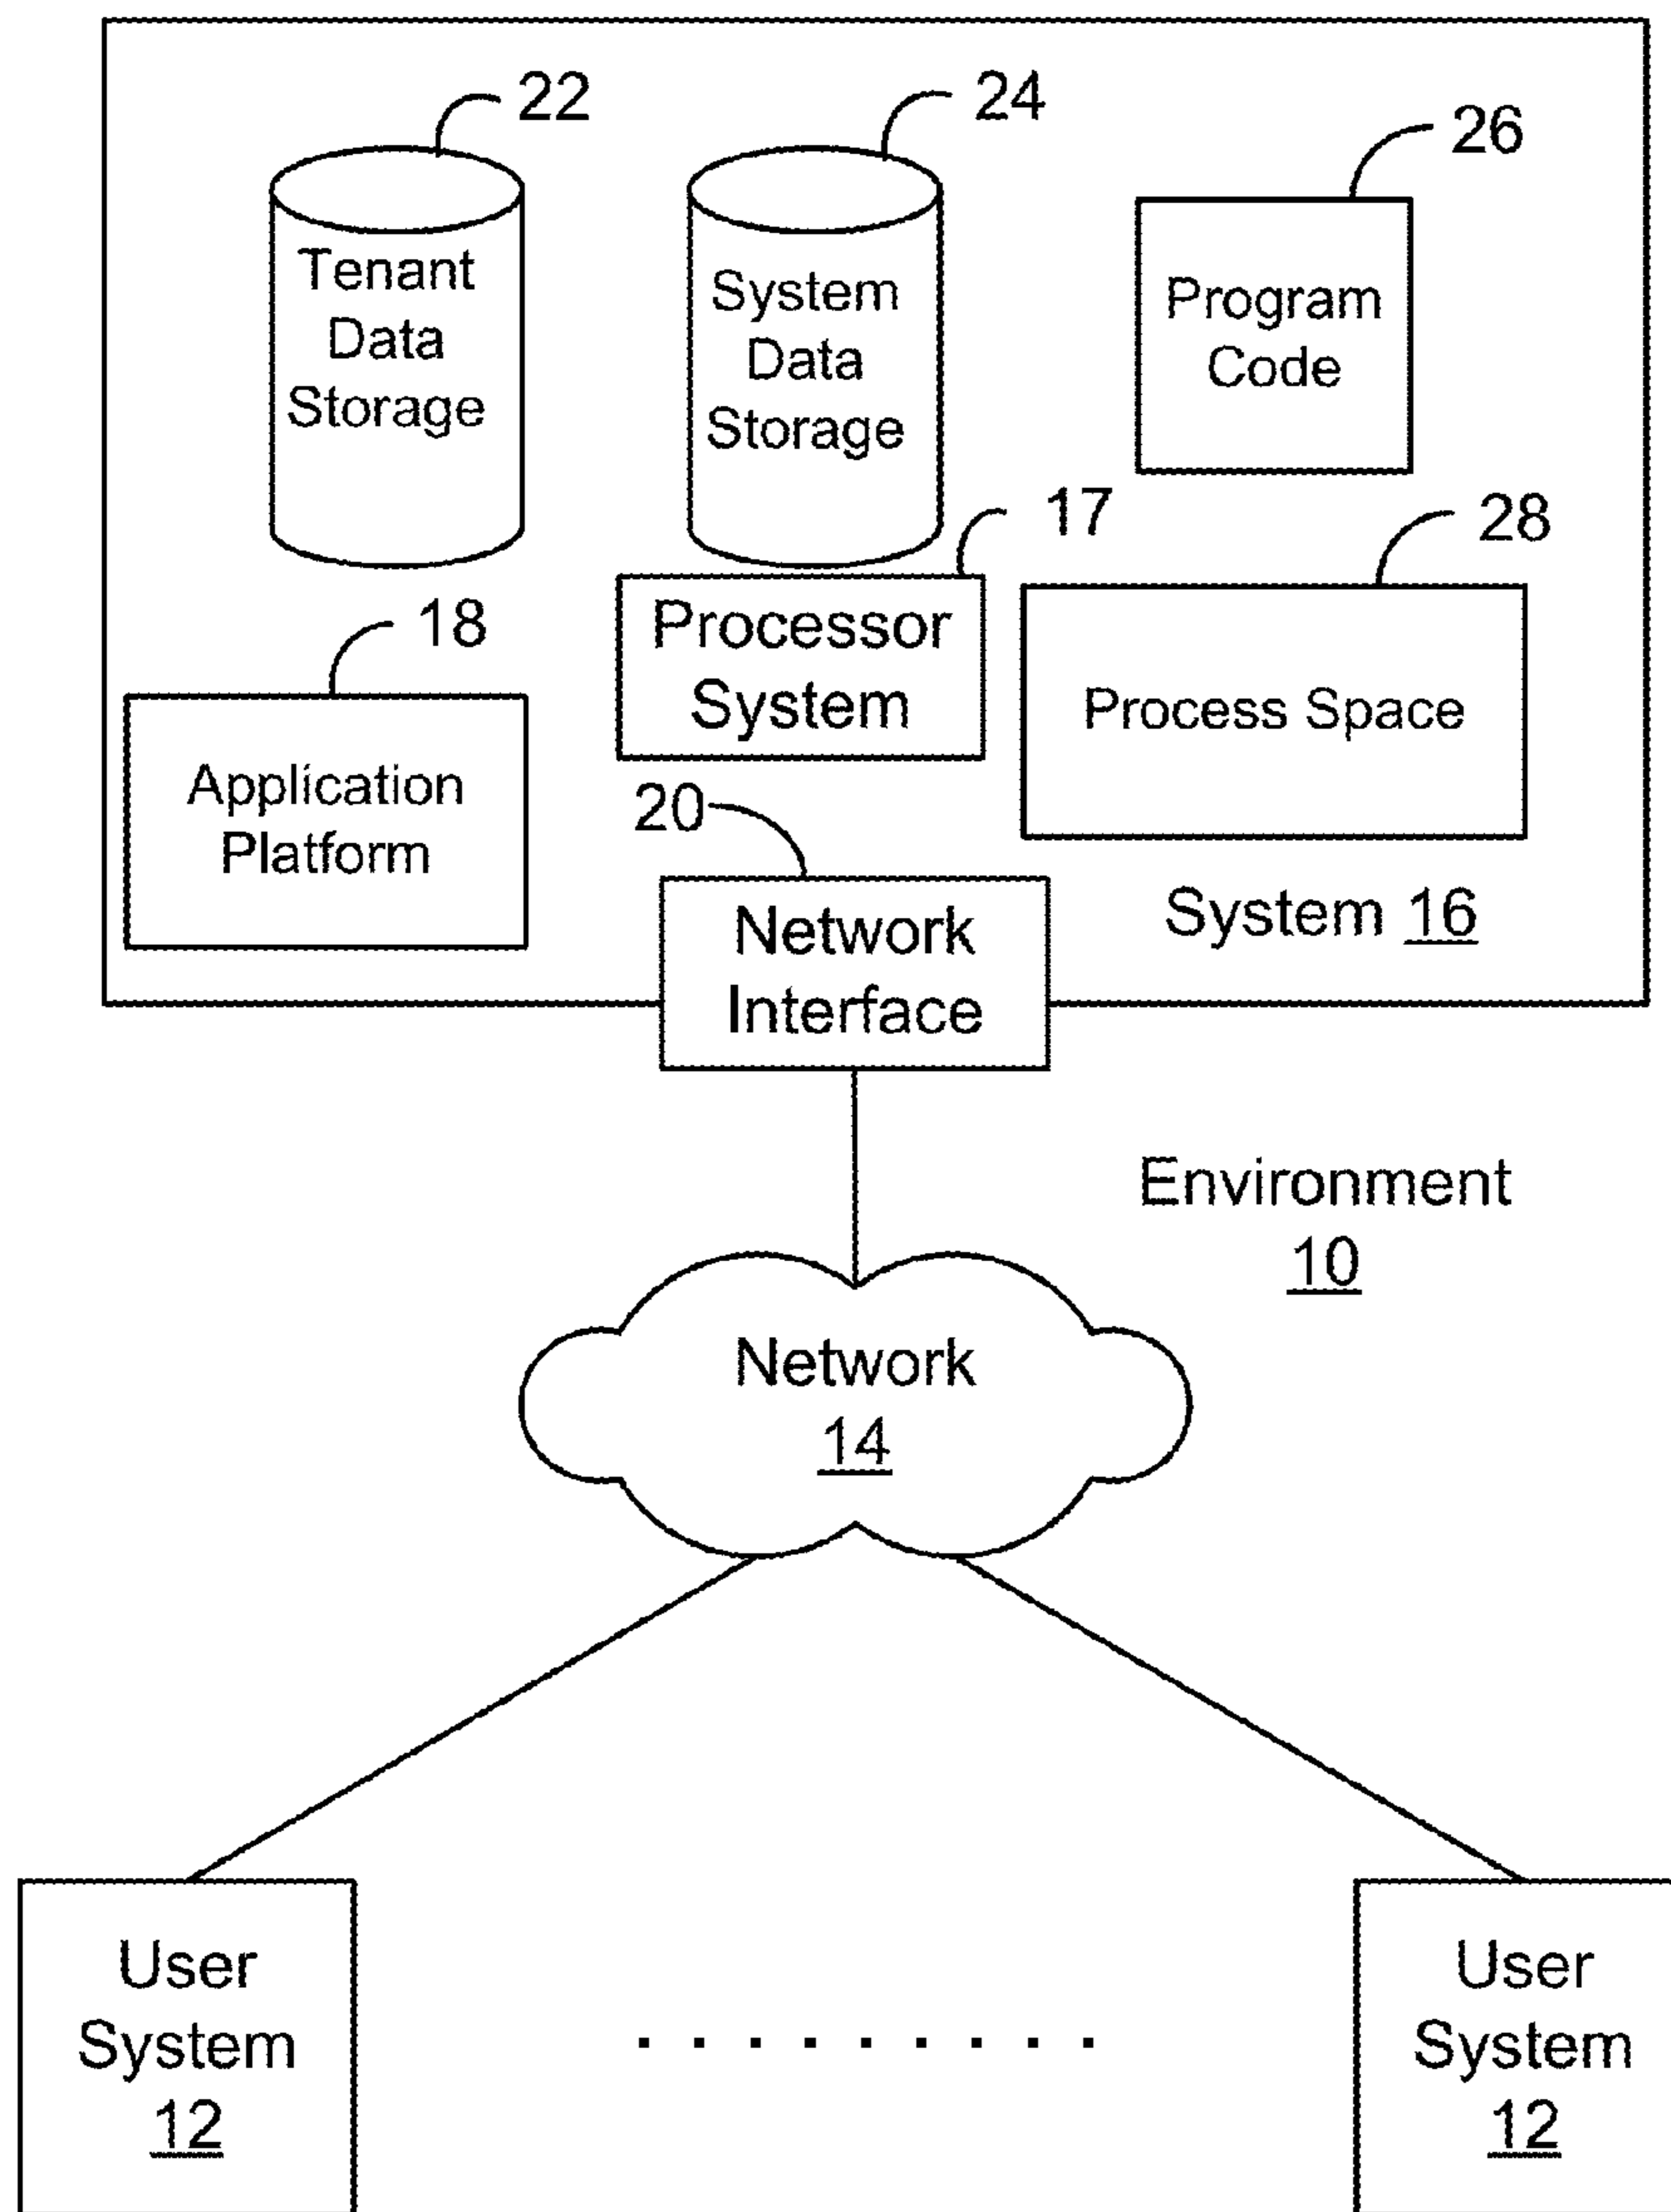 22
24
26
Tenant
Data
Storage
System
Data
Storage
Program
Code
17
28
18
Processor
System
Process Space
Application
Platform
20
Network
Interface
System 16
Environment
10
Network
14
User
System
12
. . . . . . . . .
User
System
12